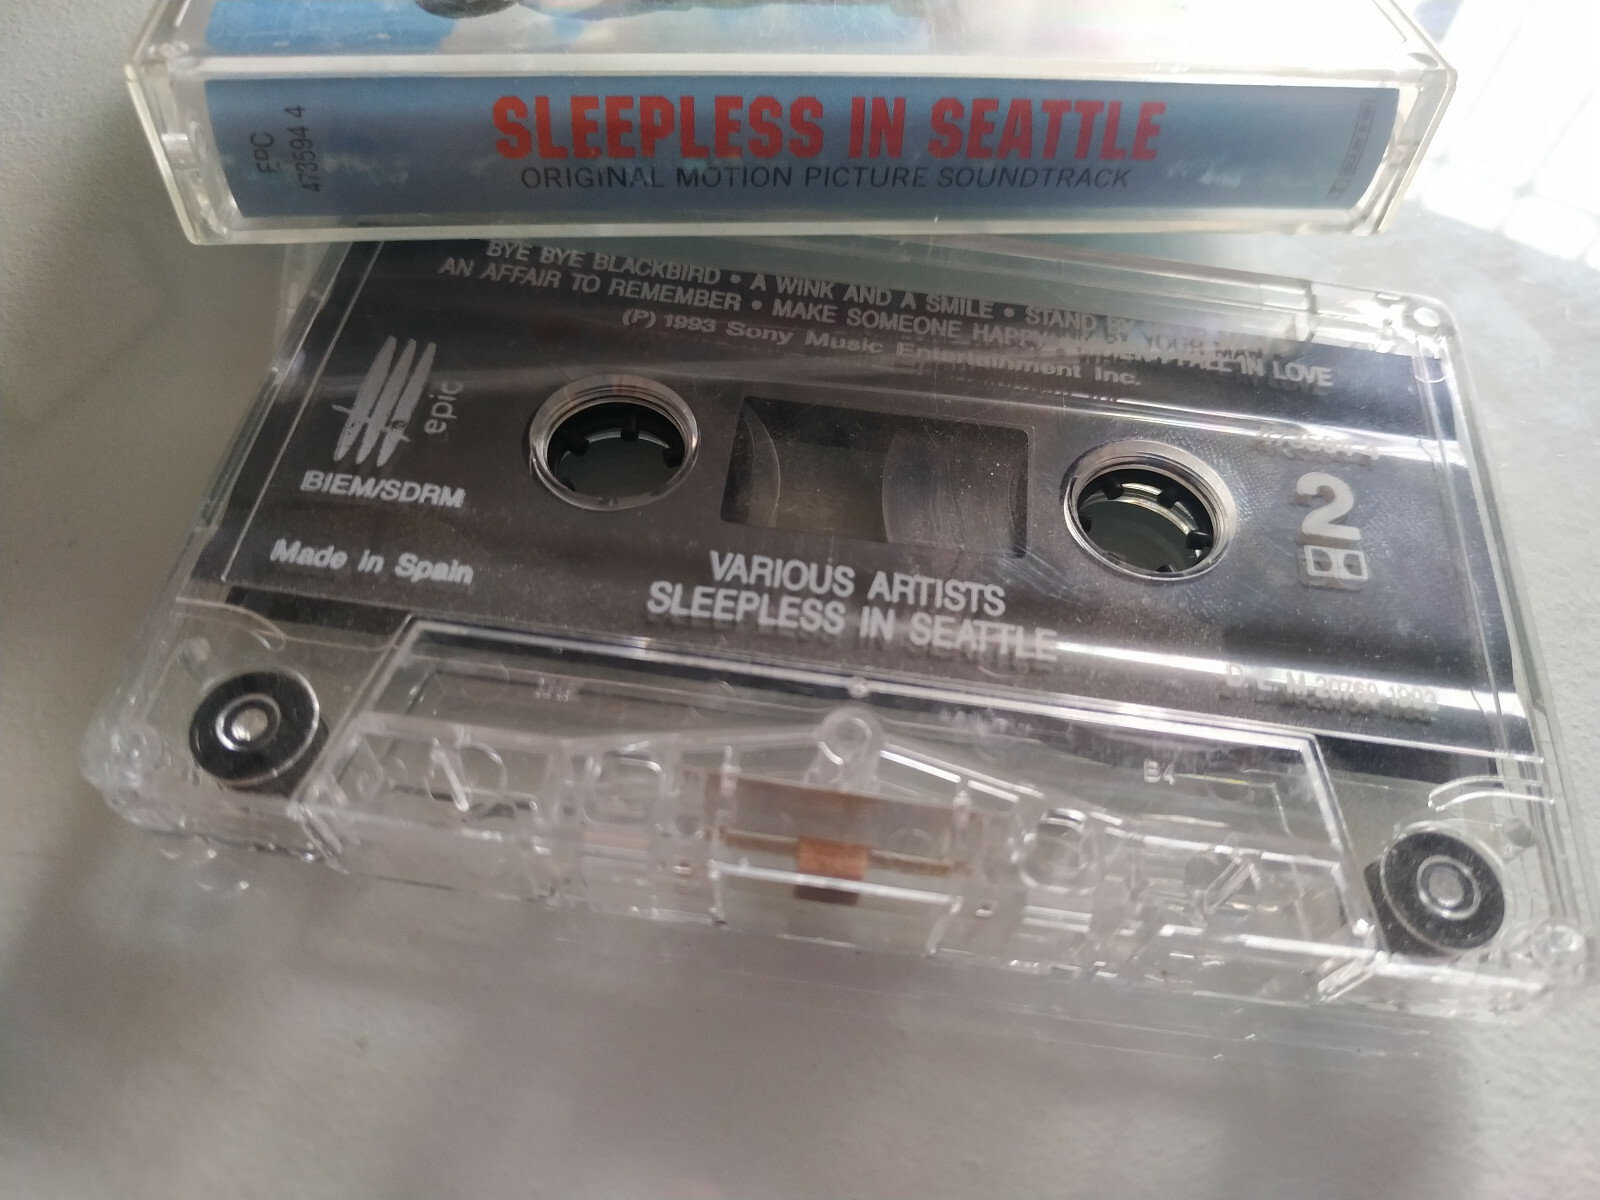 EPC
473594 4
SLEEPLESS IN SEATTLE
ORIGINAL MOTION PICTURE SOUNDTRACK
BYE BYE BLACKBIRD • A WINK AND A SMILE • STAND BY YOUR MAN
AN AFFAIR TO REMEMBER • MAKE SOMEONE HAPPY • WHEN I FALL IN LOVE
(P) 1993 Sony Music Entertainment Inc.
epic
BIEM/SDRM
2
Made in Spain
VARIOUS ARTISTS
SLEEPLESS IN SEATTLE
D. L. M-20769-1993